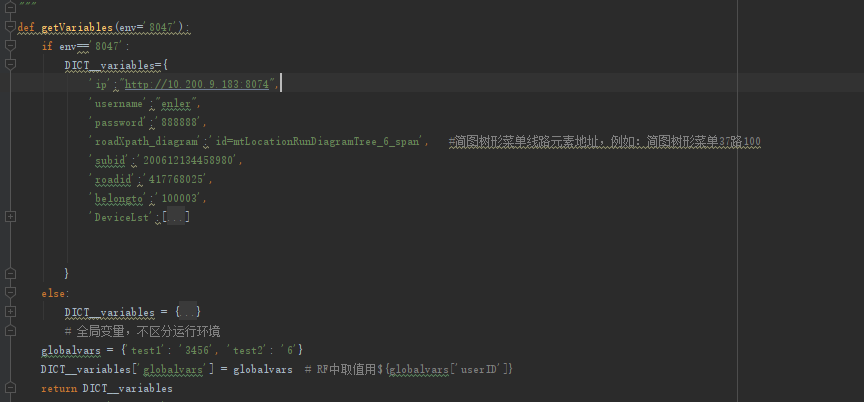 """
def getVariables(env='8047'):
if env=='8047':
DICT__variables={
'ip':"http://10.200.9.183:8074",
'username':"enler",
'password':'888888',
'roadXpath_diagram':'id=mtLocationRunDiagramTree_6_span', #简图树形菜单线路元素地址，例如：简图树形菜单37路100
'subid':'200612134458980',
'roadid':'417768025',
'belongto':'100003',
'DeviceLst':[...]
}
else:
DICT__variables = {...}
# 全局变量，不区分运行环境
globalvars = {'test1': '3456', 'test2': '6'}
DICT__variables['globalvars'] = globalvars # RF中取值用${globalvars['userID']}
return DICT__variables